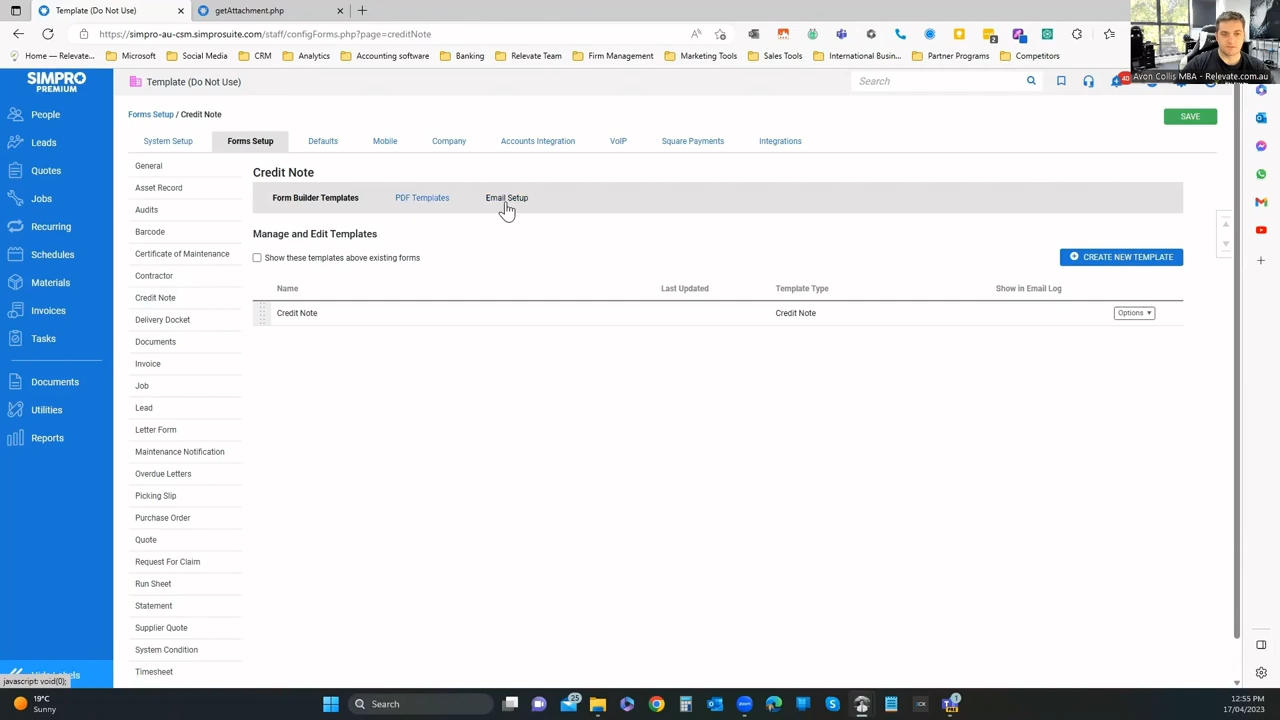 Template (Do Not Use)
getAttachment.php
https://simpro-au-csm.simprosuite.com/staff/configForms.php?page=creditNote
Home — Relevate...
Microsoft
Social Media
CRM
Analytics
Accounting software
Banking
Relevate Team
Firm Management
Marketing Tools
Sales Tools
International Busin...
Partner Programs
Competitors
Avon Collis MBA - Relevate.com.au
SIMPRO
PREMIUM
Template (Do Not Use)
Search
40
Forms Setup / Credit Note
SAVE
System Setup
Forms Setup
Defaults
Mobile
Company
Accounts Integration
VoIP
Square Payments
Integrations
People
Leads
Quotes
Jobs
Recurring
Schedules
Materials
Invoices
Tasks
Documents
Utilities
Reports
Hide Labels
javascript: void(0);
General
Asset Record
Audits
Barcode
Certificate of Maintenance
Contractor
Credit Note
Delivery Docket
Documents
Invoice
Job
Lead
Letter Form
Maintenance Notification
Overdue Letters
Picking Slip
Purchase Order
Quote
Request For Claim
Run Sheet
Statement
Supplier Quote
System Condition
Timesheet
Credit Note
Form Builder Templates
PDF Templates
Email Setup
Manage and Edit Templates
Show these templates above existing forms
CREATE NEW TEMPLATE
Name
Last Updated
Template Type
Show in Email Log
Credit Note
Credit Note
Options
19°C
Sunny
Search
25
1
12:55 PM
17/04/2023